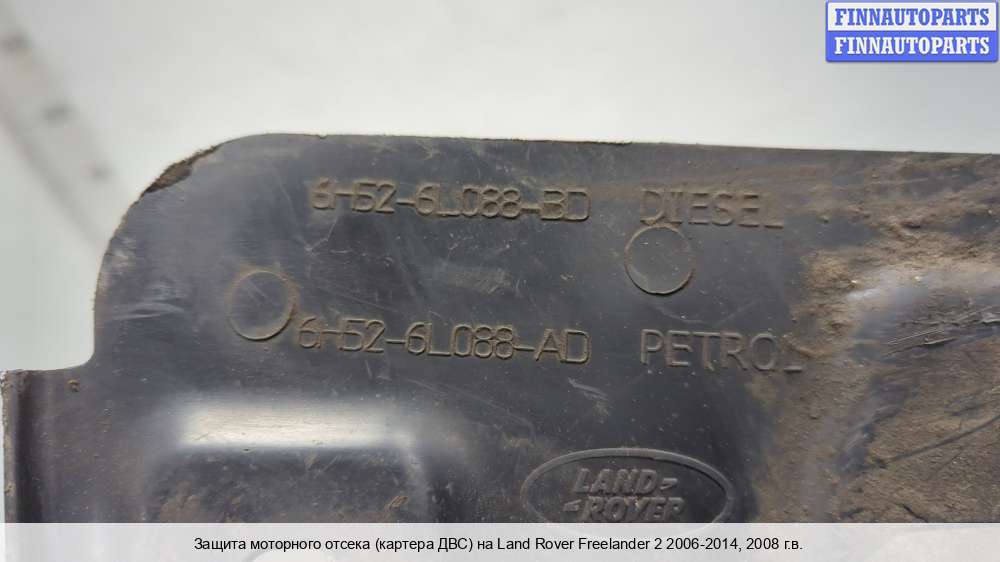 FINNAUTOPARTS
FINNAUTOPARTS
6H52-6L088-BD DIESEL
6H52-6L088-AD PETROL
LAND-
-ROVER
Защита моторного отсека (картера ДВС) на Land Rover Freelander 2 2006-2014, 2008 г.в.